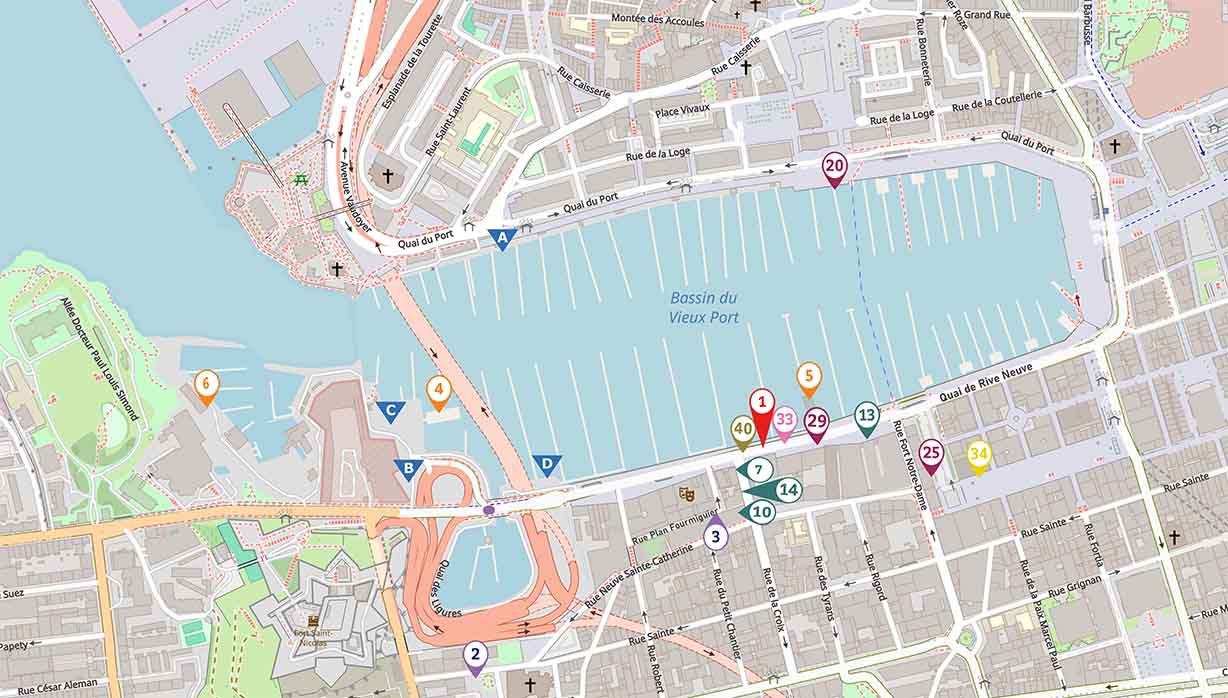 Montée des Accoules
Grand Rue
Rue Caisserie
Rue Bonneterie
Barbusse
Esplanade de la Tourette
Rue Caisserie
Place Vivaux
Rue de la Coutellerie
Rue de la Loge
Rue Saint-Laurent
Rue de la Loge
Quai du Port
20
Avenue Vaudoyer
Quai du Port
Quai du Port
A
Bassin du
Vieux Port
Allée Docteur Paul Louis Simond
Quai de Rive Neuve
6
4
5
C
1
40
33
29
13
B
D
7
25
34
14
10
3
Rue Fort Notre-Dame
Rue Sainte
Rue Plan Fourmiguier
Rue Neuve Sainte-Catherine
Rue Sainte
Rue Fortia
Quai des Ligures
Rue du Petit Chantier
Rue de la Croix
Rue des Tyrans
Rue Rigord
Rue Grignan
Rue de la Paix Marcel Paul
Suez
Fort Saint-
Nicolas
Rue Sainte
Papety
2
Rue Robert
Rue César Aleman